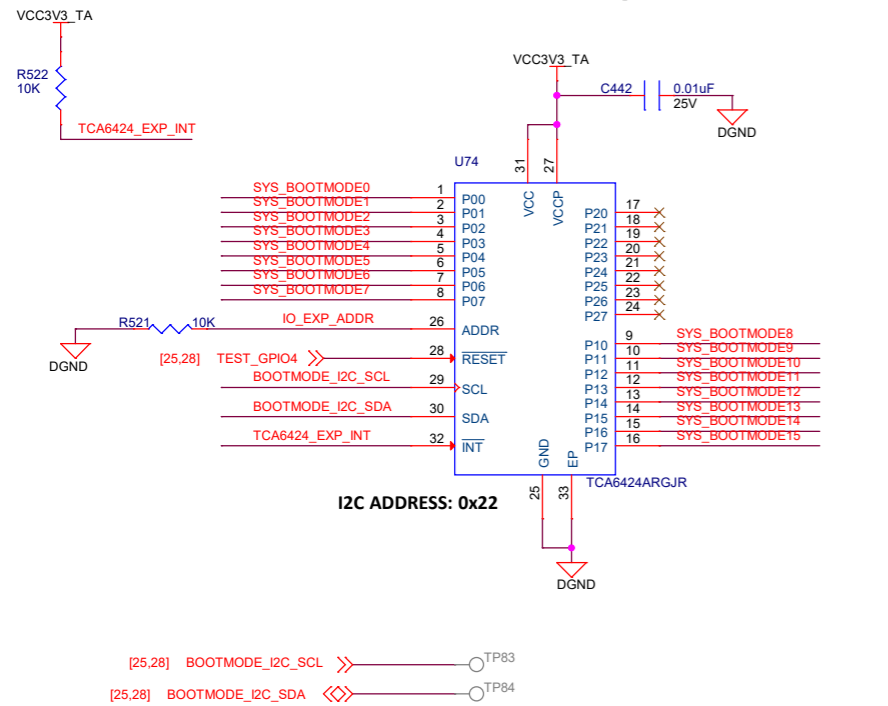 VCC3V3_TA
R522
10K
TCA6424_EXP_INT
VCC3V3_TA
C442
0.01uF
25V
DGND
U74
31
27
VCC
VCCP
SYS_BOOTMODE0 1 P00
SYS_BOOTMODE1 2 P01
SYS_BOOTMODE2 3 P02
SYS_BOOTMODE3 4 P03
SYS_BOOTMODE4 5 P04
SYS_BOOTMODE5 6 P05
SYS_BOOTMODE6 7 P06
SYS_BOOTMODE7 8 P07
P20 17
P21 18
P22 19
P23 20
P24 21
P25 22
P26 23
P27 24
R521 10K IO_EXP_ADDR 26 ADDR
DGND
[25,28] TEST_GPIO4 28 RESET
BOOTMODE_I2C_SCL 29 SCL
BOOTMODE_I2C_SDA 30 SDA
TCA6424_EXP_INT 32 INT
P10 9 SYS_BOOTMODE8
P11 10 SYS_BOOTMODE9
P12 11 SYS_BOOTMODE10
P13 12 SYS_BOOTMODE11
P14 13 SYS_BOOTMODE12
P15 14 SYS_BOOTMODE13
P16 15 SYS_BOOTMODE14
P17 16 SYS_BOOTMODE15
GND
EP
25
33
TCA6424ARGJR
I2C ADDRESS: 0x22
DGND
[25,28] BOOTMODE_I2C_SCL TP83
[25,28] BOOTMODE_I2C_SDA TP84